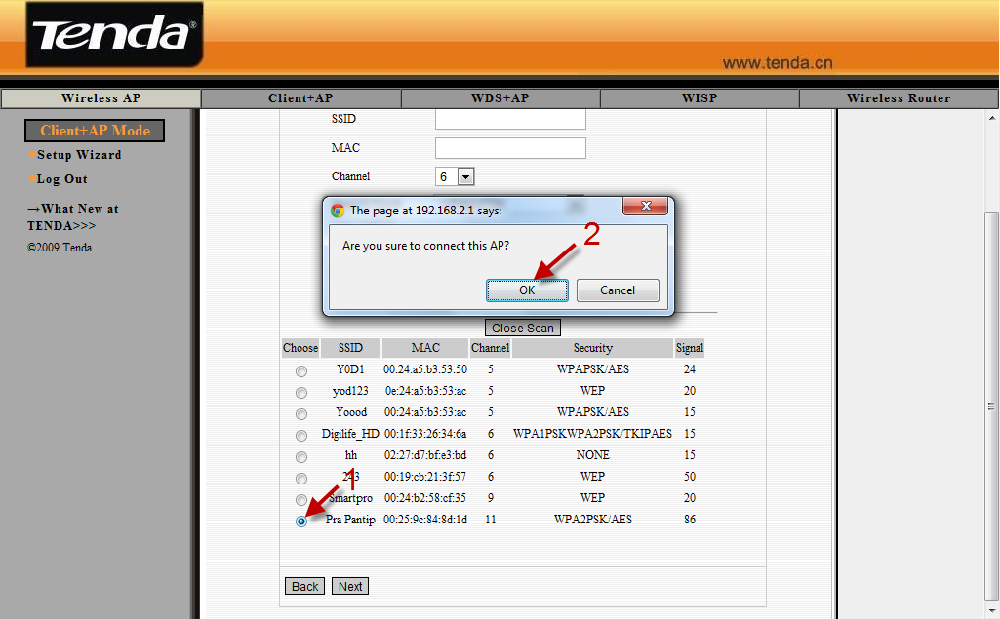 Tenda®
www.tenda.cn
Wireless AP Client+AP WDS+AP WISP Wireless Router
Client+AP Mode
Setup Wizard
Log Out
→What New at
TENDA>>>
©2009 Tenda
SSID
MAC
Channel 6
The page at 192.168.2.1 says:
Are you sure to connect this AP?
2
OK Cancel
Close Scan
Choose SSID MAC Channel Security Signal
Y0D1 00:24:a5:b3:53:50 5 WPAPSK/AES 24
yod123 0e:24:a5:b3:53:ac 5 WEP 20
Yoood 00:24:a5:b3:53:ac 5 WPAPSK/AES 15
Digilife_HD 00:1f:33:26:34:6a 6 WPA1PSKWPA2PSK/TKIPAES 15
hh 02:27:d7:bf:e3:bd 6 NONE 15
243 00:19:cb:21:3f:57 6 WEP 50
1
Smartpro 00:24:b2:58:cf:35 9 WEP 20
Pra Pantip 00:25:9c:84:8d:1d 11 WPA2PSK/AES 86
Back Next